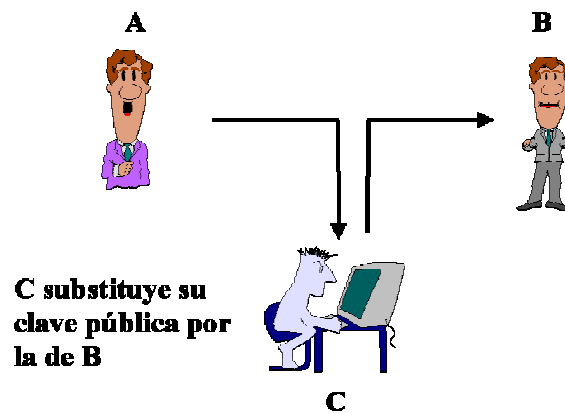 A
B
C substituye su
clave pública por
la de B
C